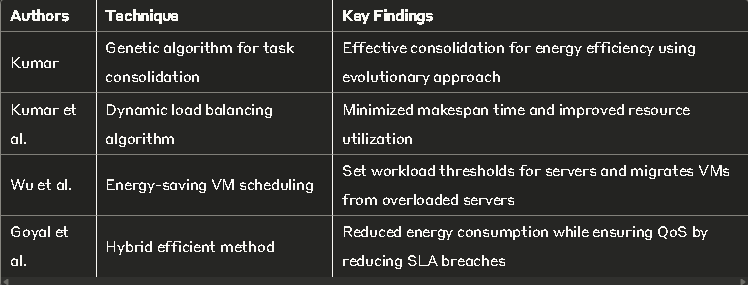 Authors Technique Key Findings
Kumar
Genetic algorithm for task
consolidation
Effective consolidation for energy efficiency using
evolutionary approach
Kumar et
al.
Dynamic load balancing
algorithm
Minimized makespan time and improved resource
utilization
Wu et al.
Energy-saving VM scheduling
Set workload thresholds for servers and migrates VMs
from overloaded servers
Goyal et
al.
Hybrid efficient method
Reduced energy consumption while ensuring QoS by
reducing SLA breaches